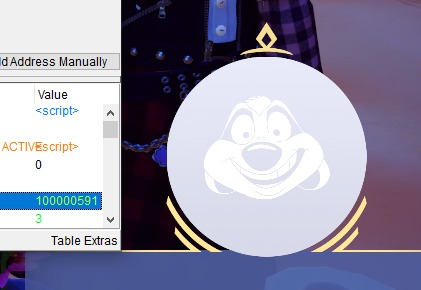 dd Address Manually
Value
<script>
ACTIVE script>
0
100000591
3
Table Extras